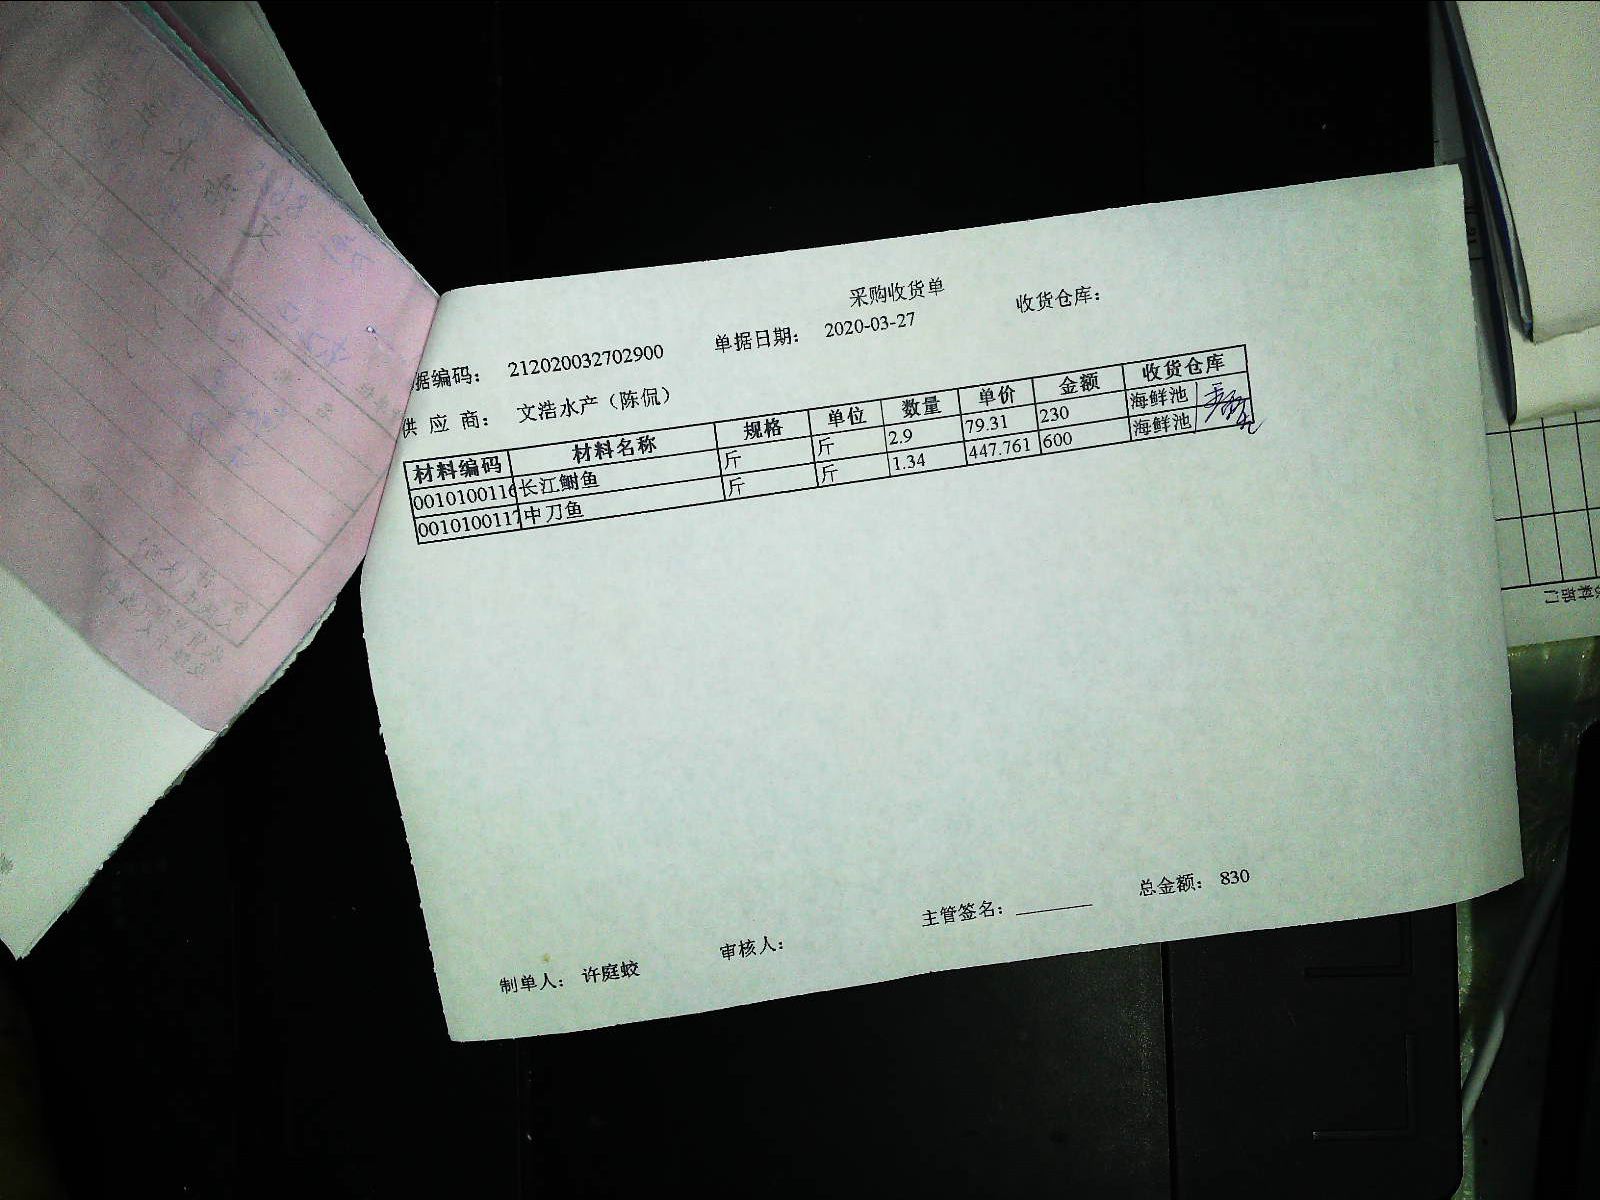 采购收货单
据编码： 212020032702900 单据日期： 2020-03-27 收货仓库：
供 应 商： 文浩水产（陈侃）
材料编码 材料名称 规格 单位 数量 单价 金额 收货仓库
0010100116 长江鮰鱼 斤 斤 2.9 79.31 230 海鲜池
0010100117 中刀鱼 斤 斤 1.34 447.761 600 海鲜池
制单人： 许庭蛟 审核人： 主管签名： 总金额： 830